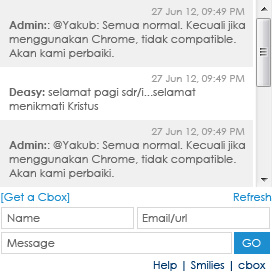 27 Jun 12, 09:49 PM
Admin:: @Yakub: Semua normal. Kecuali jika
menggunakan Chrome, tidak compatible.
Akan kami perbaiki.
27 Jun 12, 09:49 PM
Deasy: selamat pagi sdr/i...selamat
menikmati Kristus
27 Jun 12, 09:49 PM
Admin:: @Yakub: Semua normal. Kecuali jika
menggunakan Chrome, tidak compatible.
Akan kami perbaiki.
[Get a Cbox] Refresh
Name Email/url
Message GO
Help | Smilies | cbox